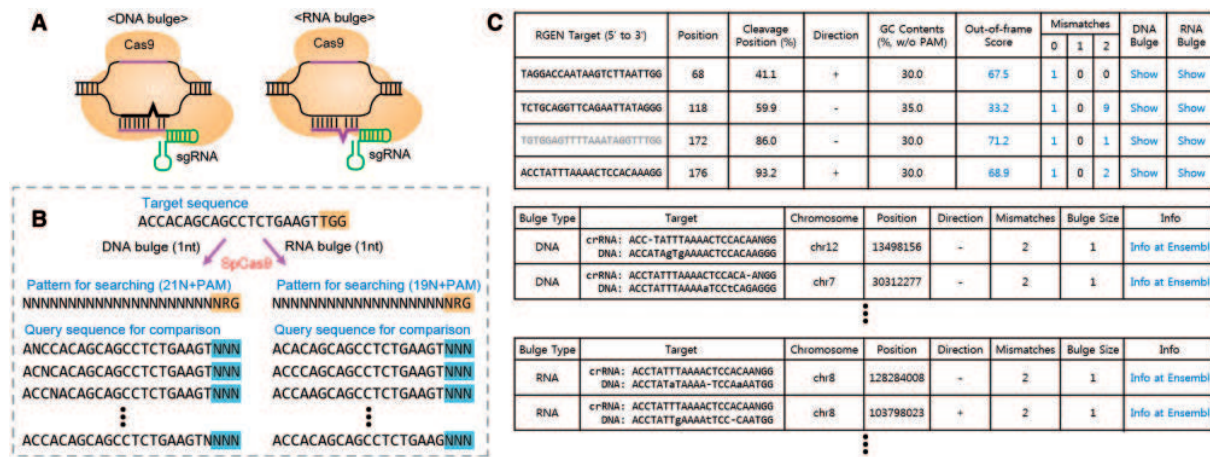 A
<DNA bulge>
Cas9
sgRNA
<RNA bulge>
Cas9
sgRNA
B
Target sequence
ACCACAGCAGCCTCTGAAGTTGG
DNA bulge (1nt)
RNA bulge (1nt)
SpCas9
Pattern for searching (21N+PAM)
NNNNNNNNNNNNNNNNNNNNNNRG
Query sequence for comparison
ANCCACAGCAGCCTCTGAAGTNNN
ACNCACAGCAGCCTCTGAAGTNNN
ACCNACAGCAGCCTCTGAAGTNNN
ACCACAGCAGCCTCTGAAGTNNNN
Pattern for searching (19N+PAM)
NNNNNNNNNNNNNNNNNNNNRG
Query sequence for comparison
ACACAGCAGCCTCTGAAGTNNN
ACCCAGCAGCCTCTGAAGTNNN
ACCAAGCAGCCTCTGAAGTNNN
ACCACAGCAGCCTCTGAAGNNN
C
RGEN Target (5' to 3') Position Cleavage Position (%) Direction GC Contents (%, w/o PAM) Out-of-frame Score Mismatches 0 1 2 DNA Bulge RNA Bulge
TAGGACCAATAAGTCTTAATTGG 68 41.1 + 30.0 67.5 1 0 0 Show Show
TCTGCAGGTTCAGAATTATAGGG 118 59.9 - 35.0 33.2 1 0 9 Show Show
TGTGGAGTTTTAAATAGGTTTGG 172 86.0 - 30.0 71.2 1 0 1 Show Show
ACCTATTTAAAACTCCACAAAGG 176 93.2 + 30.0 68.9 1 0 2 Show Show
Bulge Type Target Chromosome Position Direction Mismatches Bulge Size Info
DNA crRNA: ACC-TATTTAAAACTCCACAANGG chr12 13498156 - 2 1 Info at Ensembl
DNA: ACCATAgTgAAAACTCCACAAGGG
DNA crRNA: ACCTATTTAAAACTCCACA-ANGG chr7 30312277 - 2 1 Info at Ensembl
DNA: ACCTATTTAAAAaTCCtCAGAGGG
Bulge Type Target Chromosome Position Direction Mismatches Bulge Size Info
RNA crRNA: ACCTATTTAAAACTCCACAANGG chr8 128284008 - 2 1 Info at Ensembl
DNA: ACCTATaTAAAA-TCCAaAATGG
RNA crRNA: ACCTATTTAAAACTCCACAANGG chr8 103798023 + 2 1 Info at Ensembl
DNA: ACCTATTgAAAAtTCC-CAATGG